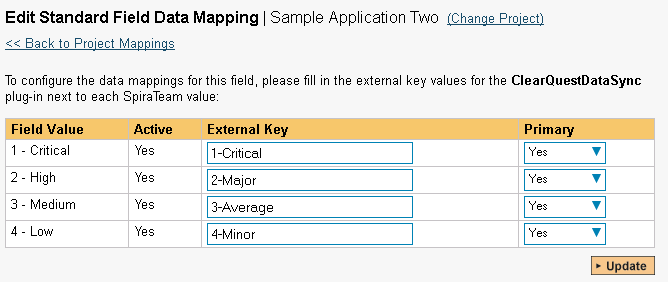 Edit Standard Field Data Mapping | Sample Application Two (Change Project)
<< Back to Project Mappings
To configure the data mappings for this field, please fill in the external key values for the ClearQuestDataSync
plug-in next to each SpiraTeam value:
Field Value Active External Key Primary
1 - Critical Yes 1-Critical Yes
2 - High Yes 2-Major Yes
3 - Medium Yes 3-Average Yes
4 - Low Yes 4-Minor Yes
Update